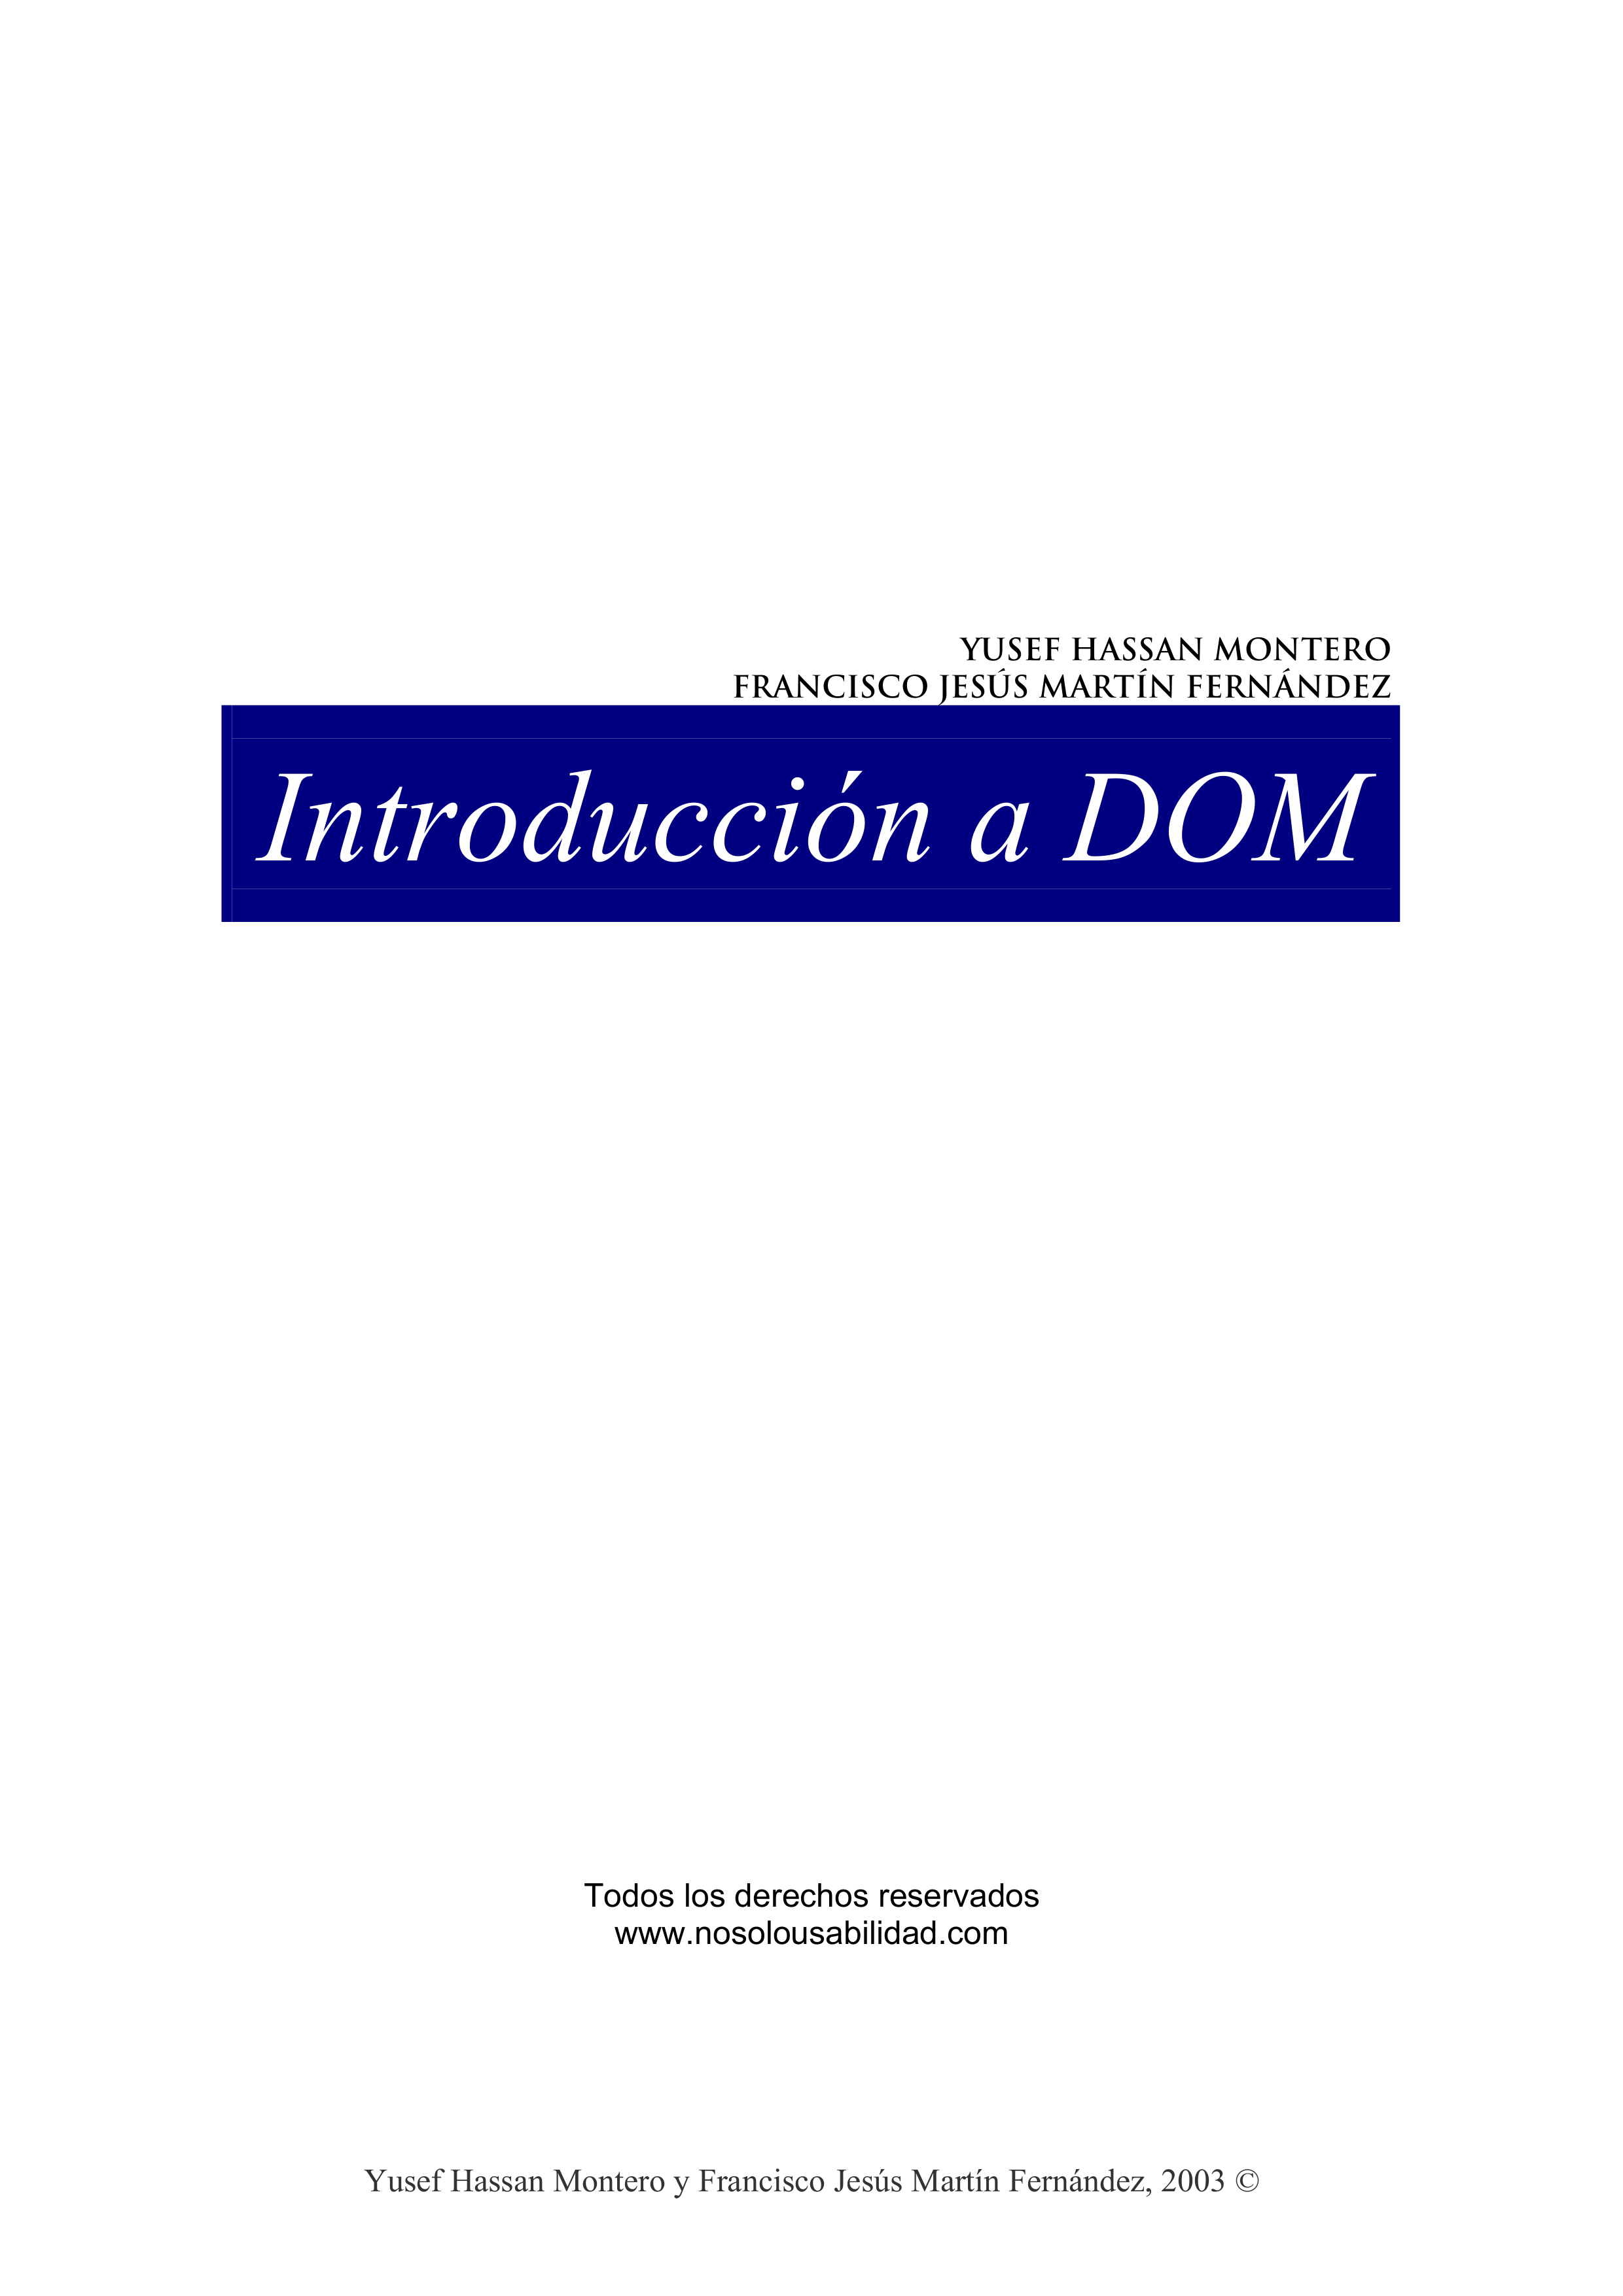 YUSEF HASSAN MONTERO
FRANCISCO JESÚS MARTÍN FERNÁNDEZ
Introducción a DOM
Todos los derechos reservados
www.nosolousabilidad.com
Yusef Hassan Montero y Francisco Jesús Martín Fernández, 2003 ©